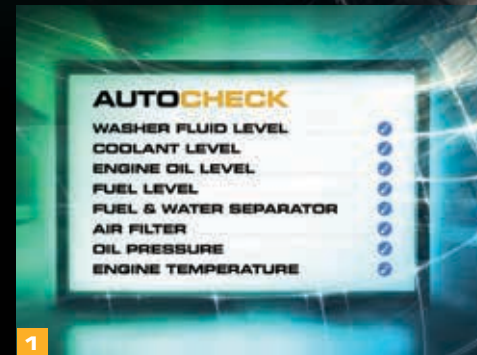 AUTOCHECK
WASHER FLUID LEVEL
COOLANT LEVEL
ENGINE OIL LEVEL
FUEL LEVEL
FUEL & WATER SEPARATOR
AIR FILTER
OIL PRESSURE
ENGINE TEMPERATURE
1